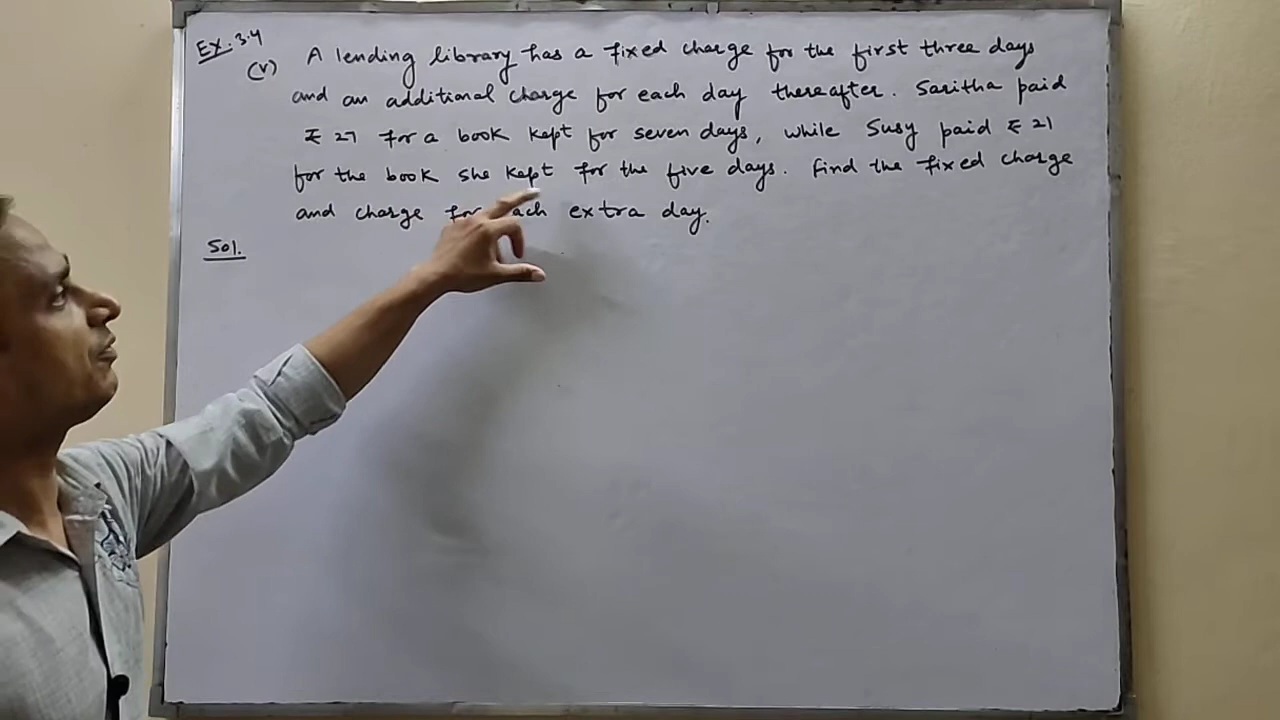 Ex. 3.4
(v) A lending library has a fixed charge for the first three days
and an additional charge for each day thereafter. Saritha paid
₹ 27 for a book kept for seven days, while Susy paid ₹ 21
for the book she kept for the five days. Find the fixed charge
and charge extra day.
Sol.